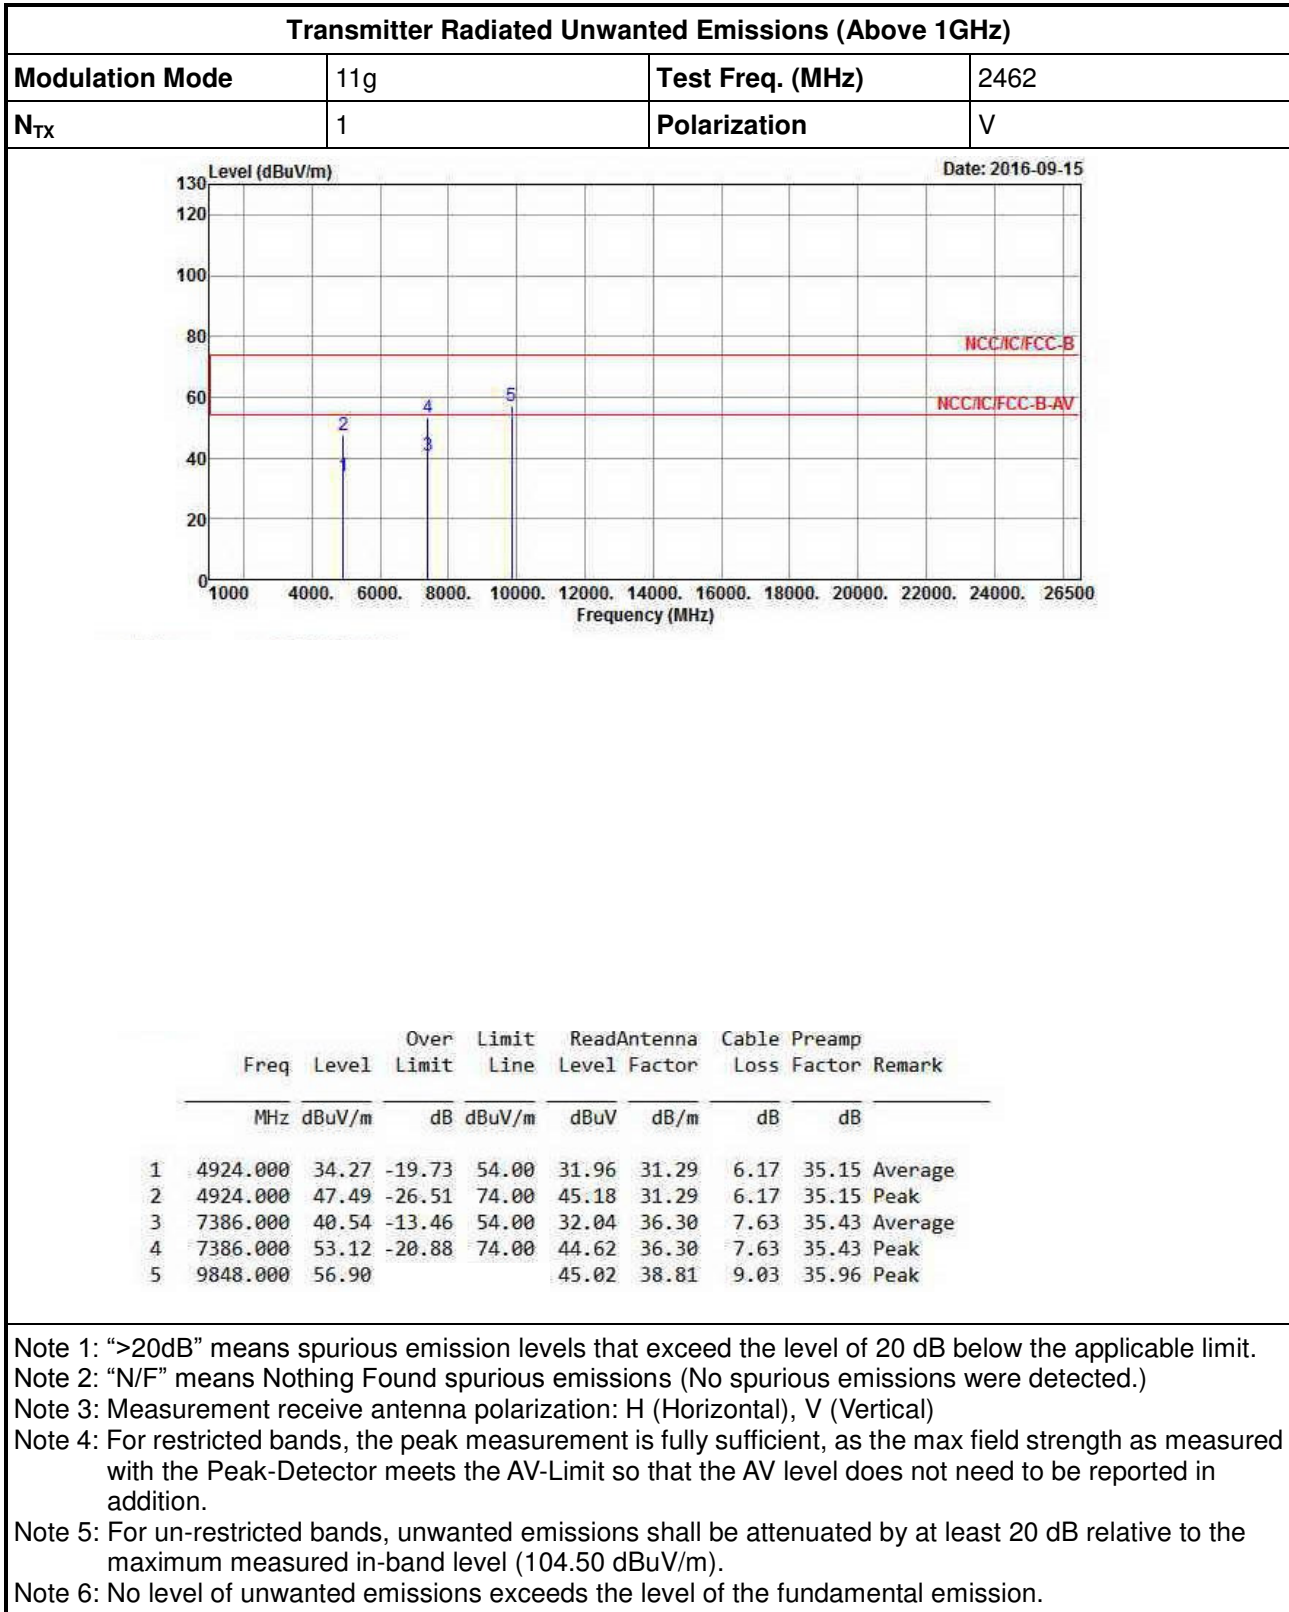 Transmitter Radiated Unwanted Emissions (Above 1GHz)
Modulation Mode 11g Test Freq. (MHz) 2462
NTX 1 Polarization V
Level (dBuV/m) Date: 2016-09-15
130
120
100
80
NCC/IC/FCC-B
60
5
4
NCC/IC/FCC-B-AV
2
3
40
1
20
0
1000 4000. 6000. 8000. 10000. 12000. 14000. 16000. 18000. 20000. 22000. 24000. 26500
Frequency (MHz)
Over Limit ReadAntenna Cable Preamp
Freq Level Limit Line Level Factor Loss Factor Remark
MHz dBuV/m dB dBuV/m dBuV dB/m dB dB
1 4924.000 34.27 -19.73 54.00 31.96 31.29 6.17 35.15 Average
2 4924.000 47.49 -26.51 74.00 45.18 31.29 6.17 35.15 Peak
3 7386.000 40.54 -13.46 54.00 32.04 36.30 7.63 35.43 Average
4 7386.000 53.12 -20.88 74.00 44.62 36.30 7.63 35.43 Peak
5 9848.000 56.90 45.02 38.81 9.03 35.96 Peak
Note 1: “>20dB” means spurious emission levels that exceed the level of 20 dB below the applicable limit.
Note 2: “N/F” means Nothing Found spurious emissions (No spurious emissions were detected.)
Note 3: Measurement receive antenna polarization: H (Horizontal), V (Vertical)
Note 4: For restricted bands, the peak measurement is fully sufficient, as the max field strength as measured
with the Peak-Detector meets the AV-Limit so that the AV level does not need to be reported in
addition.
Note 5: For un-restricted bands, unwanted emissions shall be attenuated by at least 20 dB relative to the
maximum measured in-band level (104.50 dBuV/m).
Note 6: No level of unwanted emissions exceeds the level of the fundamental emission.